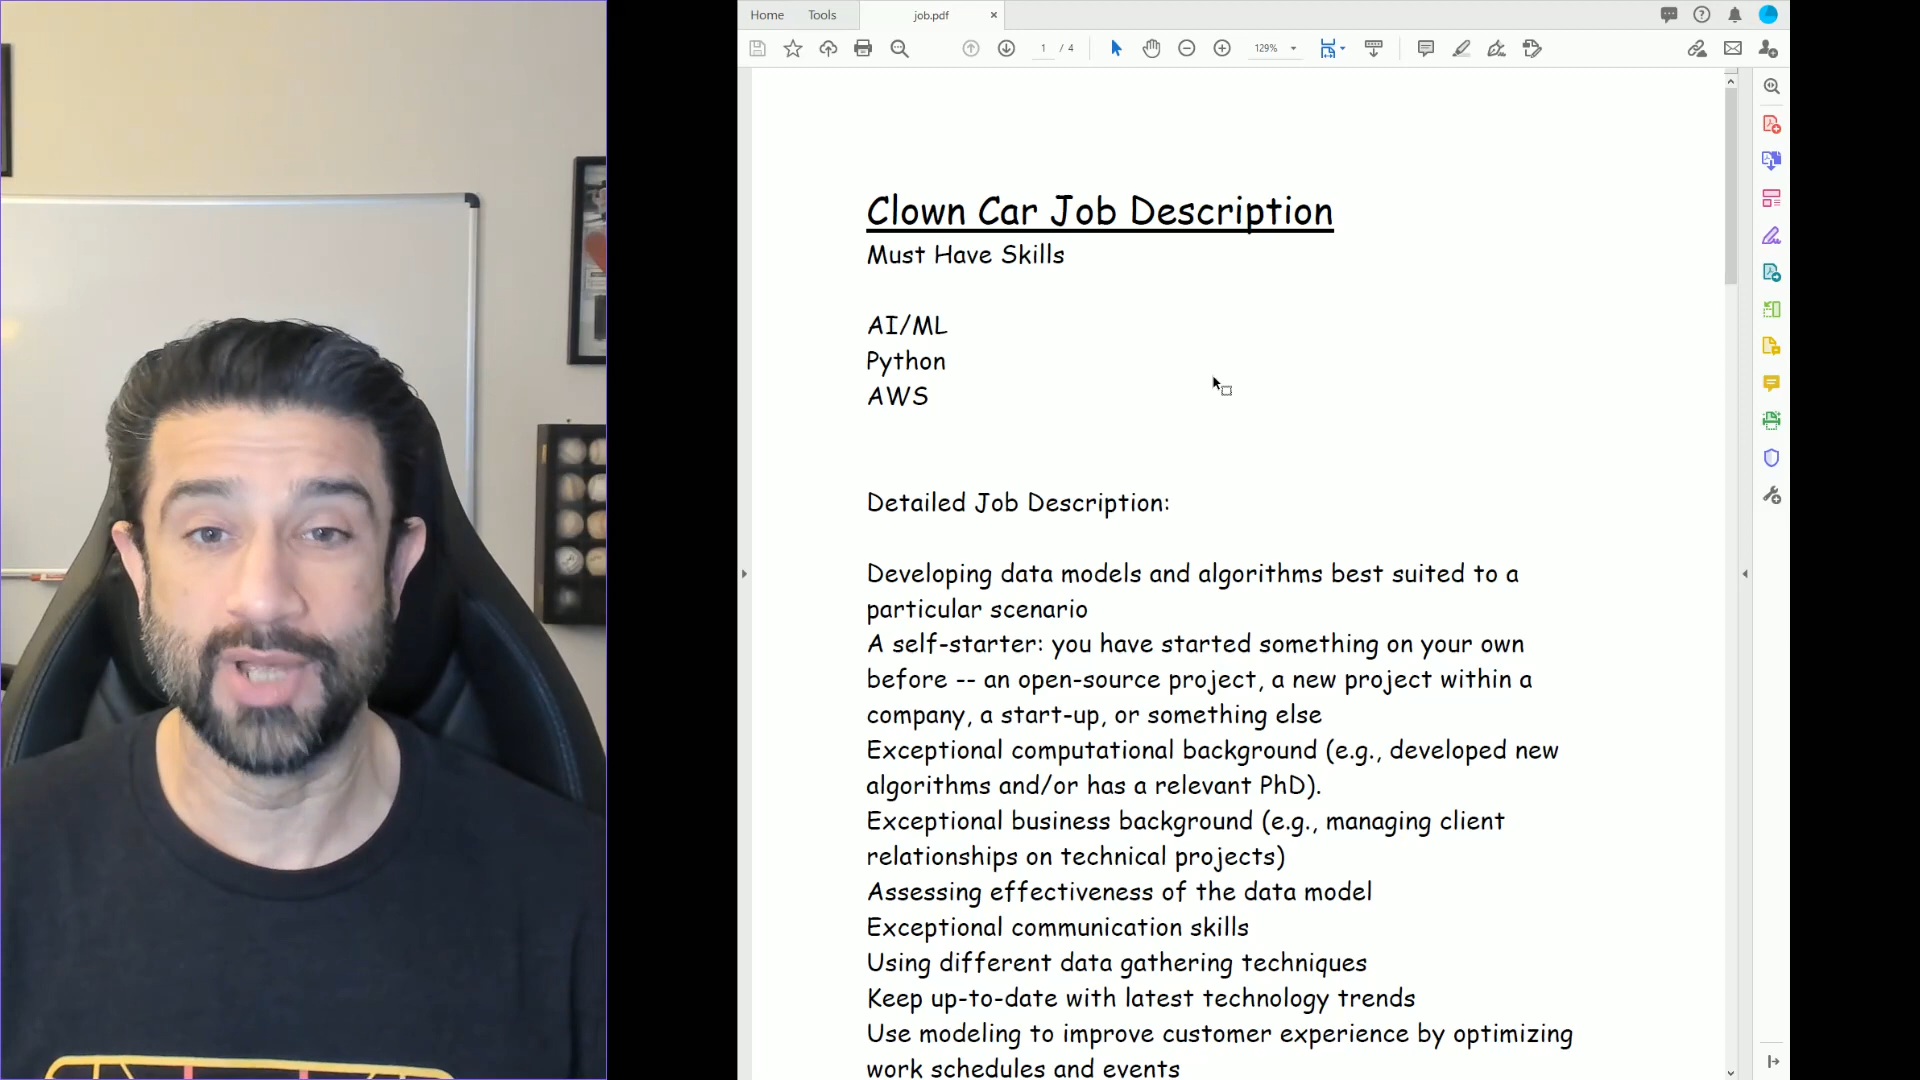 Home Tools job.pdf
1 / 4 129%
Clown Car Job Description
Must Have Skills
AI/ML
Python
AWS
Detailed Job Description:
Developing data models and algorithms best suited to a
particular scenario
A self-starter: you have started something on your own
before -- an open-source project, a new project within a
company, a start-up, or something else
Exceptional computational background (e.g., developed new
algorithms and/or has a relevant PhD).
Exceptional business background (e.g., managing client
relationships on technical projects)
Assessing effectiveness of the data model
Exceptional communication skills
Using different data gathering techniques
Keep up-to-date with latest technology trends
Use modeling to improve customer experience by optimizing
work schedules and events